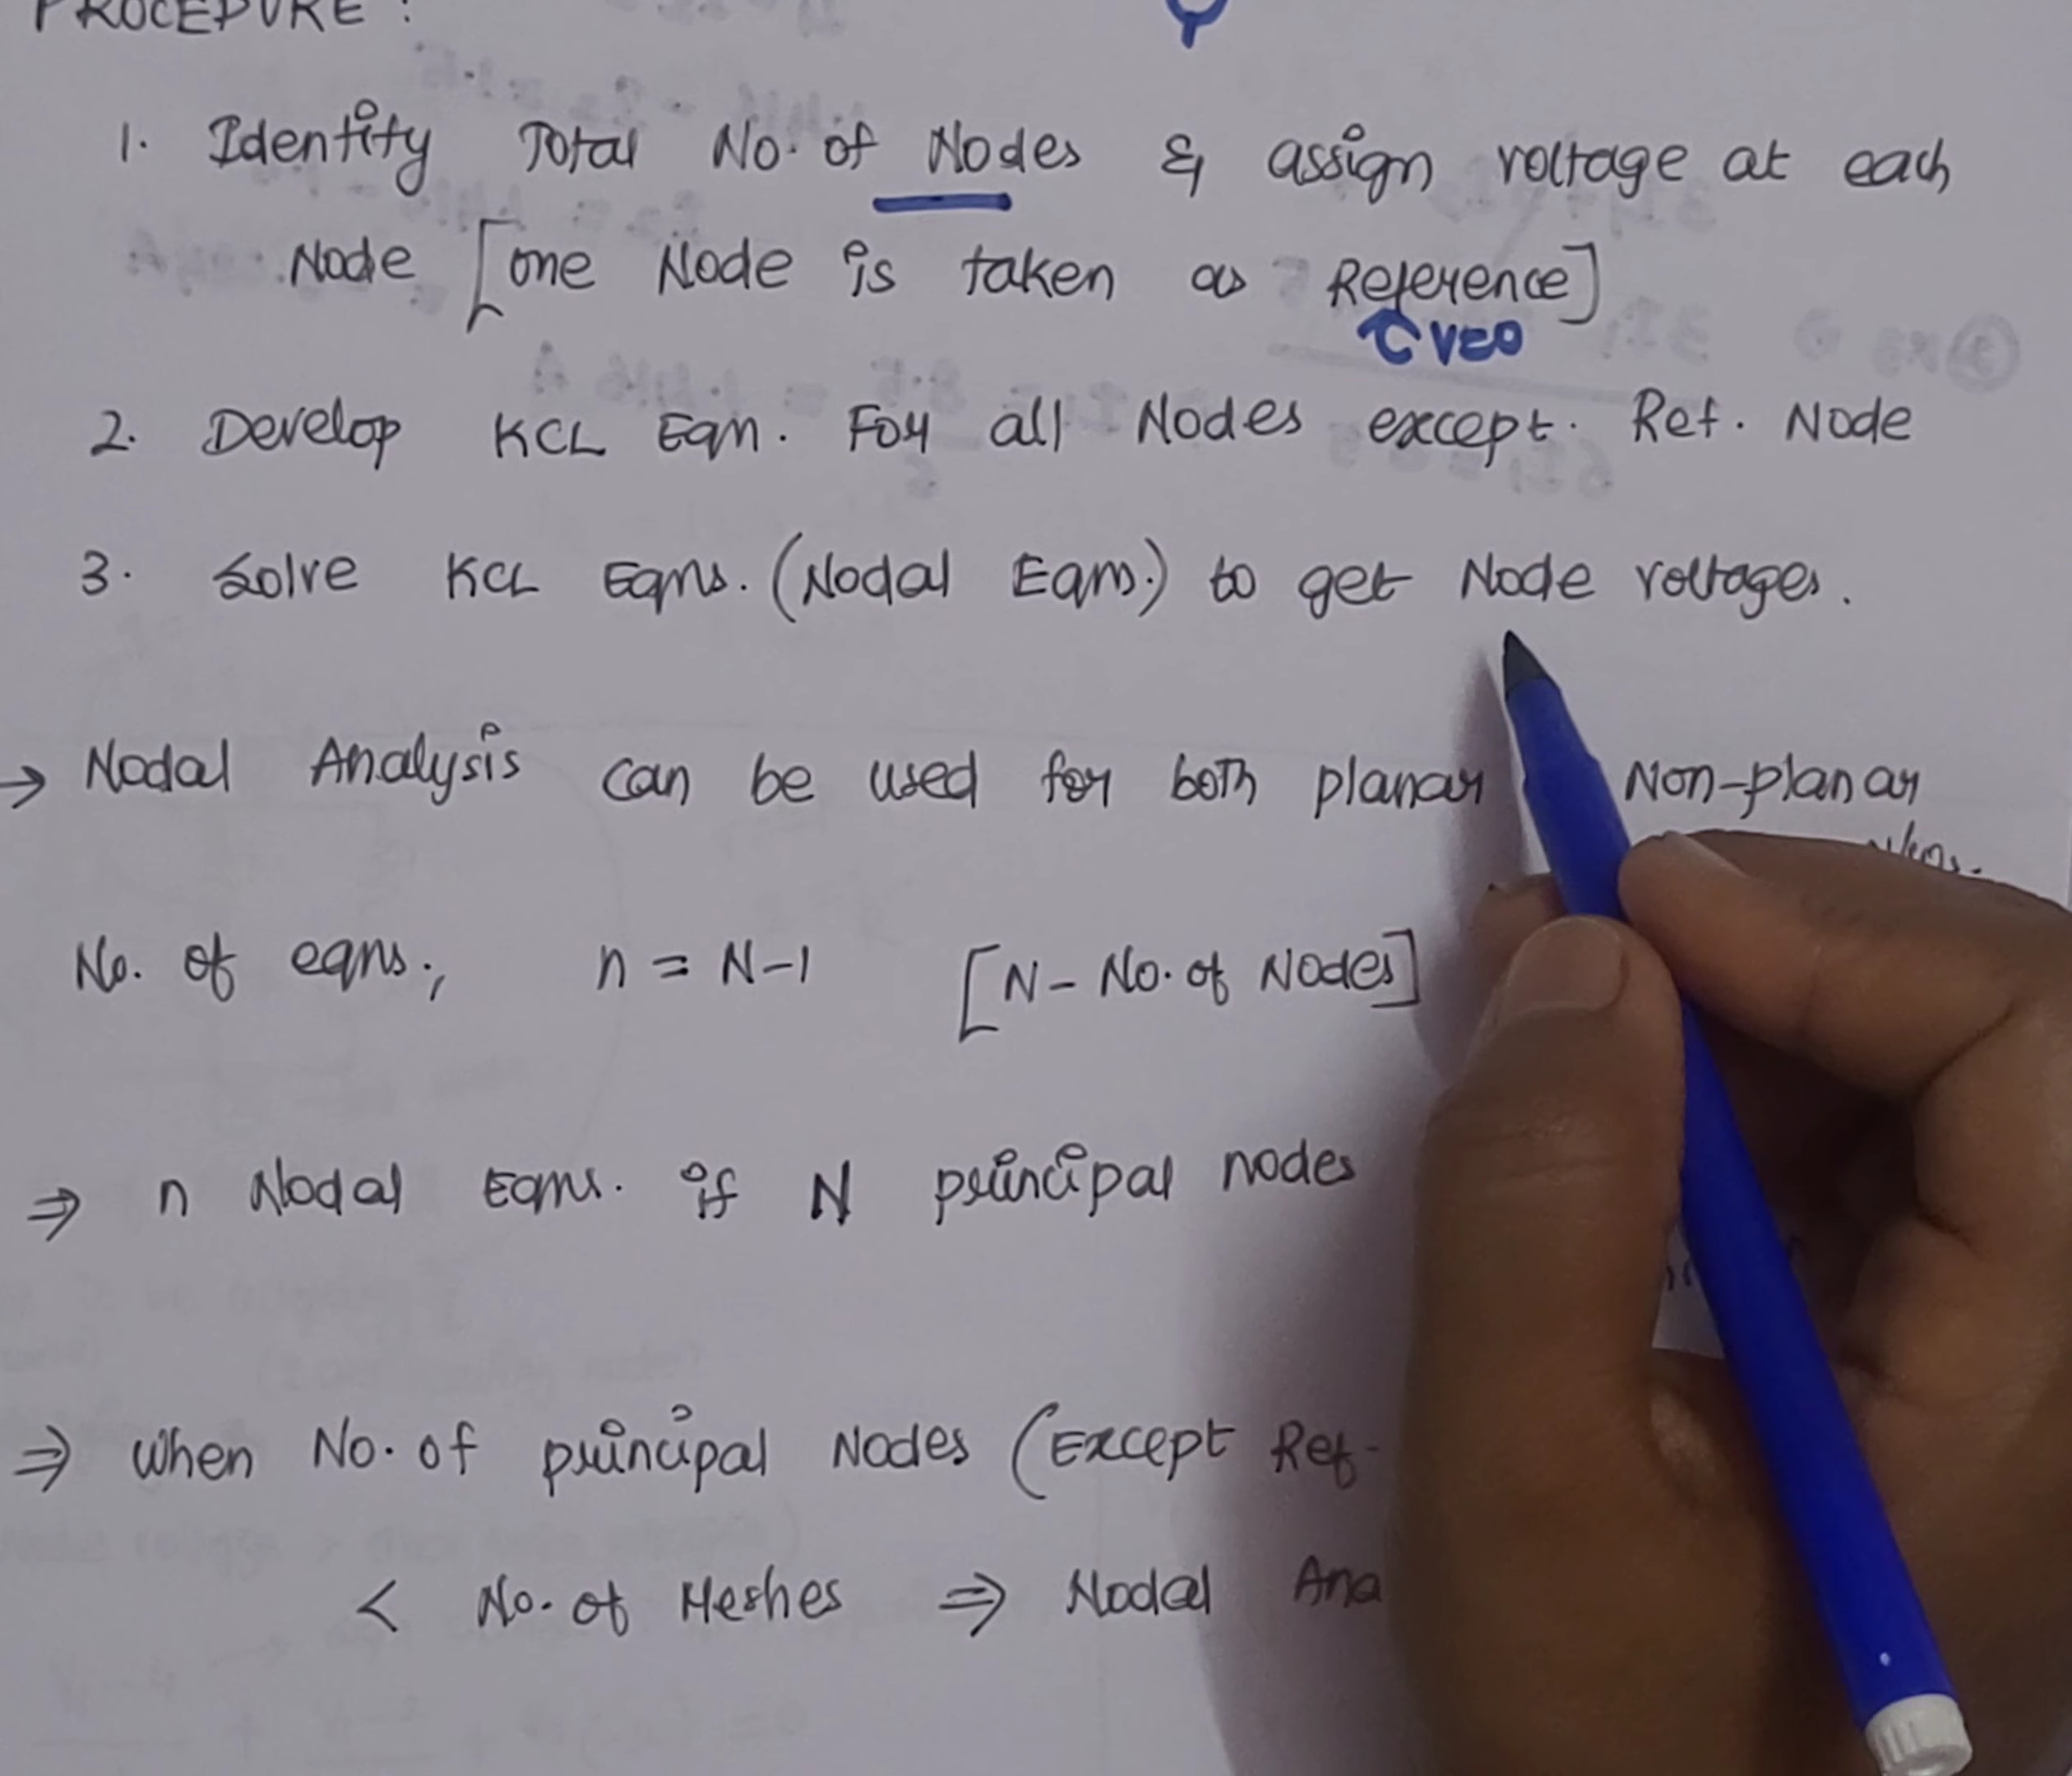 PROCEDURE :
1. Identify Total No. of Nodes & assign voltage at each
Node [one Node is taken as Reference]
V=0
2. Develop KCL Eqn. For all Nodes except. Ref. Node
3. Solve KCL Eqns. (Nodal Eqns.) to get Node voltages.
→ Nodal Analysis can be used for both planar Non-planar
No. of eqns., n = N-1 [N - No. of Nodes]
⇒ n Nodal Eqns. if N principal nodes
⇒ when No. of principal Nodes (Except Ref-
< No. of Meshes ⇒ Nodal Ana